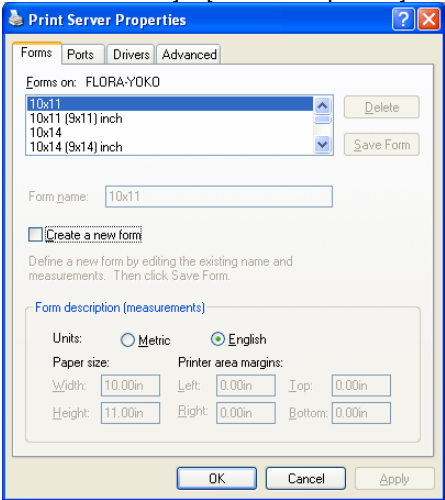 Print Server Properties
Forms Ports Drivers Advanced
Forms on: FLORA-YOKO
10x11
10x11 (9x11) inch
10x14
10x14 (9x14) inch
Delete
Save Form
Form name: 10x11
Create a new form
Define a new form by editing the existing name and
measurements. Then click Save Form.
Form description (measurements)
Units: Metric English
Paper size: Printer area margins:
Width: 10.00in Left: 0.00in Top: 0.00in
Height: 11.00in Right: 0.00in Bottom: 0.00in
OK Cancel Apply